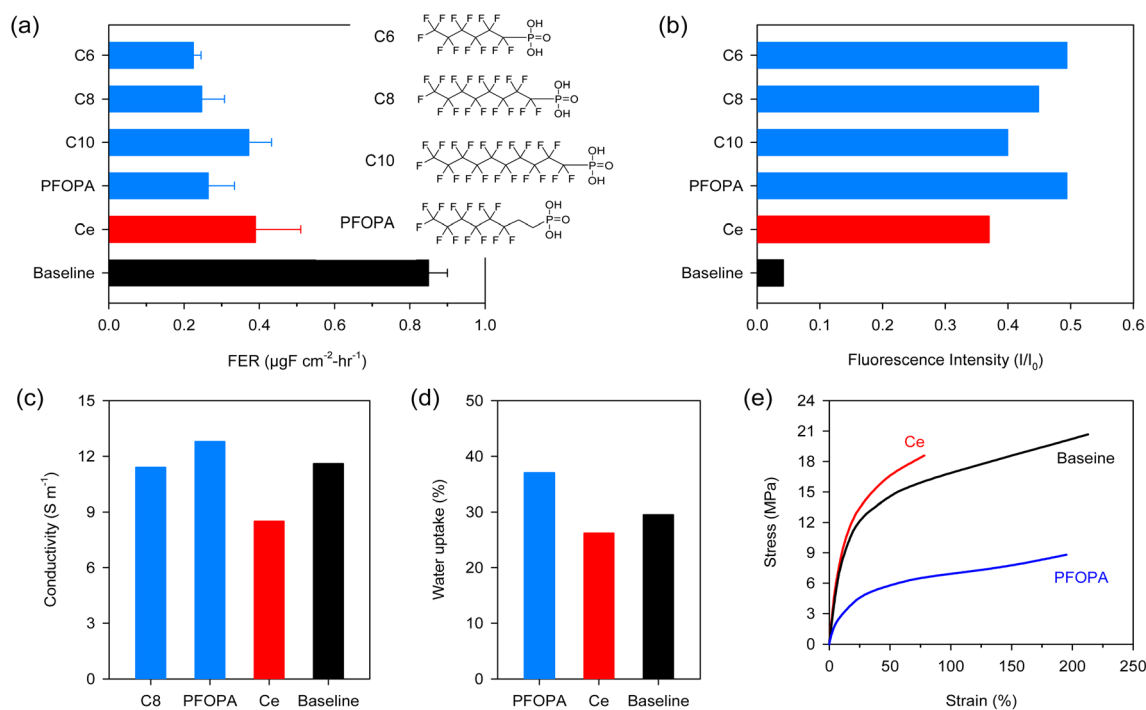 (a)
C6
C8
C10
PFOPA
Ce
Baseline
0.0 0.2 0.4 0.6 0.8 1.0
FER (µgF cm⁻²-hr⁻¹)
C6
F F F F F F
F F F F F F F
OH
P=O
OH
C8
C10
PFOPA
(b)
C6
C8
C10
PFOPA
Ce
Baseline
0.0 0.1 0.2 0.3 0.4 0.5 0.6
Fluorescence Intensity (I/I₀)
(c)
15
12
9
6
3
0
Conductivity (S m⁻¹)
C8 PFOPA Ce Baseline
(d)
50
40
30
20
10
0
Water uptake (%)
PFOPA Ce Baseline
(e)
24
21
18
15
12
9
6
3
0
Stress (MPa)
Ce
Baseine
PFOPA
0 50 100 150 200 250
Strain (%)